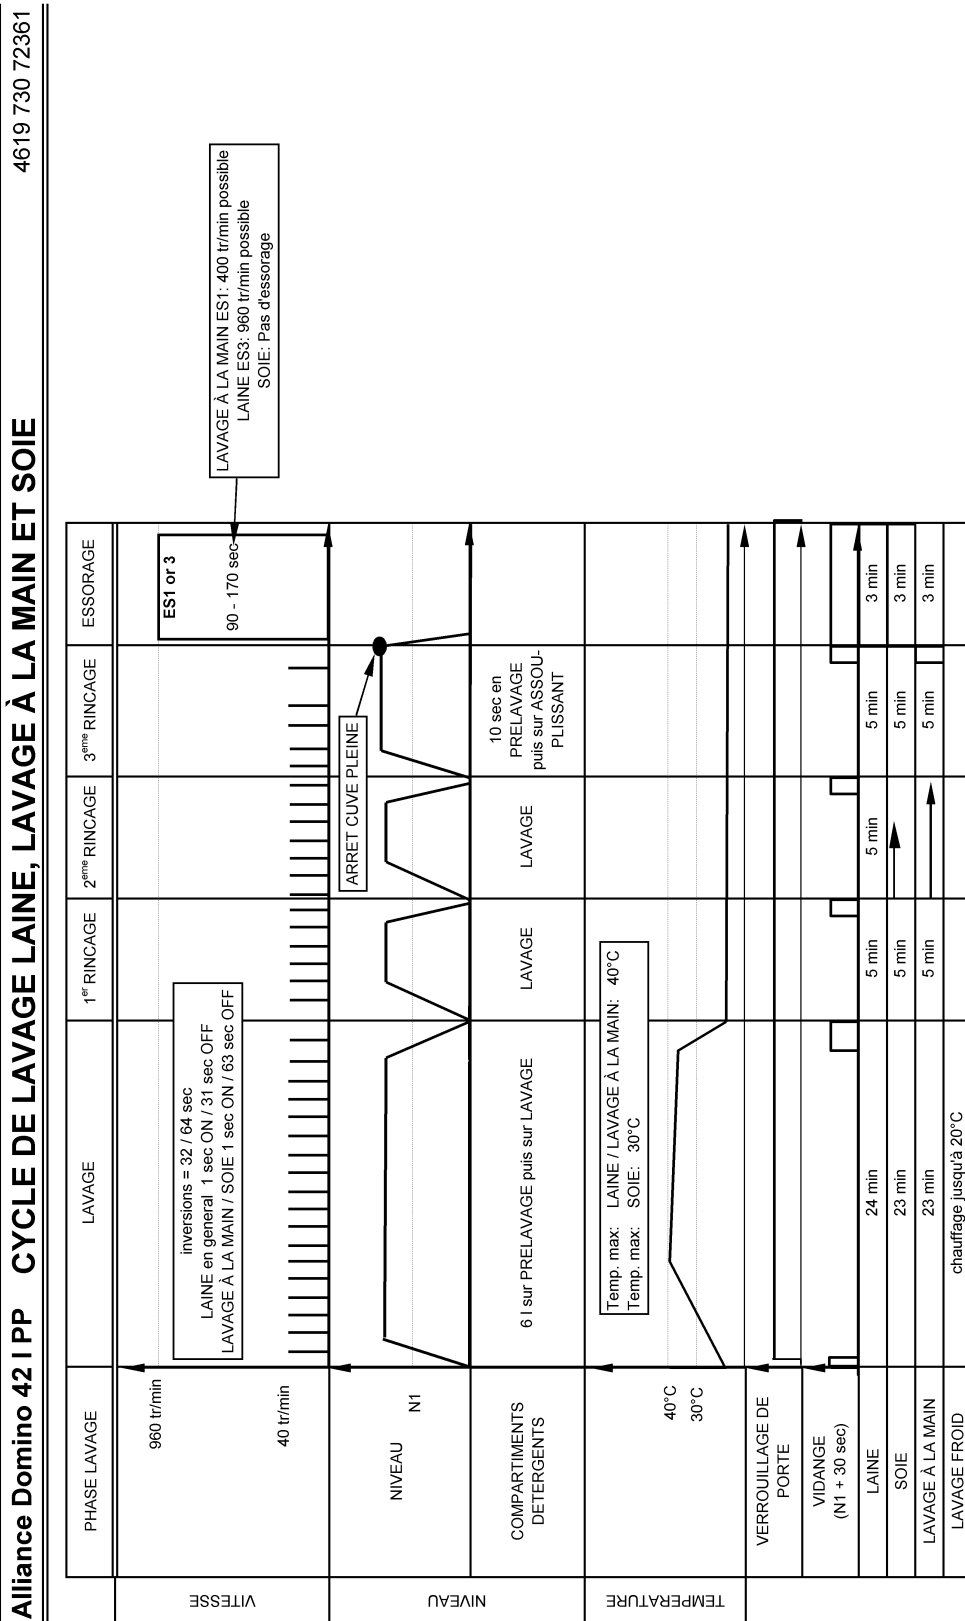 Alliance Domino 42 I PP CYCLE DE LAVAGE LAINE, LAVAGE À LA MAIN ET SOIE 4619 730 72361
PHASE LAVAGE LAVAGE 1er RINCAGE 2eme RINCAGE 3eme RINCAGE ESSORAGE
VITESSE
960 tr/min
40 tr/min
inversions = 32 / 64 sec
LAINE en general 1 sec ON / 31 sec OFF
LAVAGE À LA MAIN / SOIE 1 sec ON / 63 sec OFF
ES1 or 3
90 - 170 sec
LAVAGE À LA MAIN ES1: 400 tr/min possible
LAINE ES3: 960 tr/min possible
SOIE: Pas d'essorage
NIVEAU
NIVEAU
N1
ARRET CUVE PLEINE
COMPARTIMENTS
DETERGENTS
6 l sur PRELAVAGE puis sur LAVAGE
LAVAGE
LAVAGE
10 sec en
PRELAVAGE
puis sur ASSOU-
PLISSANT
TEMPERATURE
40°C
30°C
Temp. max: LAINE / LAVAGE À LA MAIN: 40°C
Temp. max: SOIE: 30°C
VERROUILLAGE DE
PORTE
VIDANGE
(N1 + 30 sec)
LAINE 24 min 5 min 5 min 5 min 3 min
SOIE 23 min 5 min 5 min 3 min
LAVAGE À LA MAIN 23 min 5 min 5 min 3 min
LAVAGE FROID chauffage jusqu'à 20°C